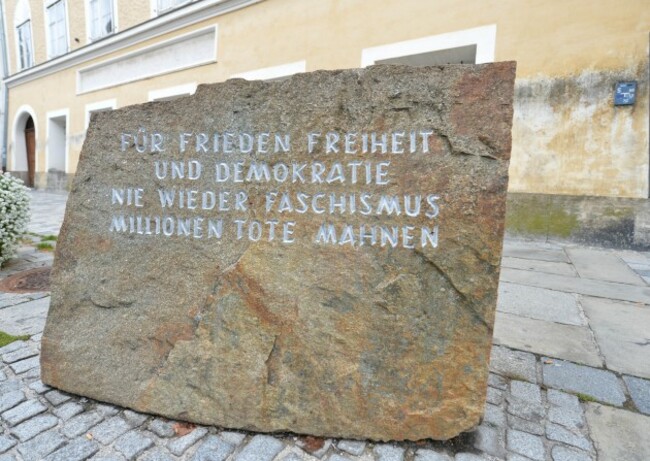 FÜR FRIEDEN FREIHEIT
UND DEMOKRATIE
NIE WIEDER FASCHISMUS
MILLIONEN TOTE MAHNEN